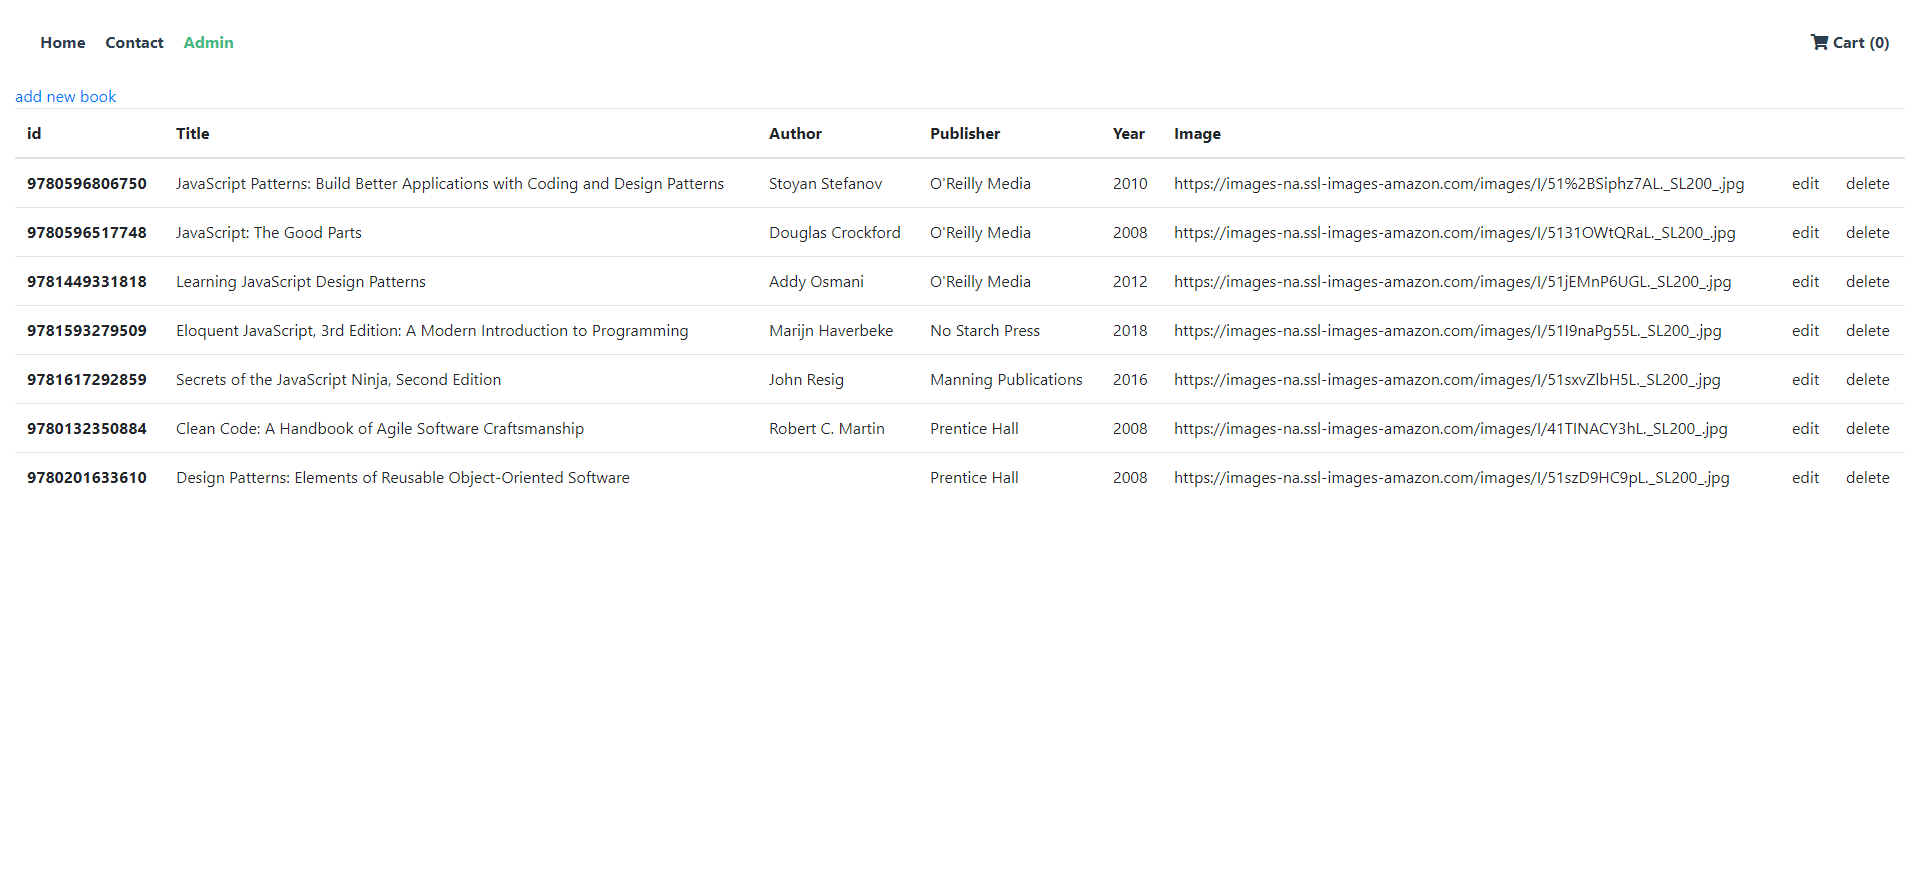 Home Contact Admin Cart (0)
add new book
id Title Author Publisher Year Image
9780596806750 JavaScript Patterns: Build Better Applications with Coding and Design Patterns Stoyan Stefanov O'Reilly Media 2010 https://images-na.ssl-images-amazon.com/images/I/51%2BSiphz7AL._SL200_.jpg edit delete
9780596517748 JavaScript: The Good Parts Douglas Crockford O'Reilly Media 2008 https://images-na.ssl-images-amazon.com/images/I/5131OWtQRaL._SL200_.jpg edit delete
9781449331818 Learning JavaScript Design Patterns Addy Osmani O'Reilly Media 2012 https://images-na.ssl-images-amazon.com/images/I/51jEMnP6UGL._SL200_.jpg edit delete
9781593279509 Eloquent JavaScript, 3rd Edition: A Modern Introduction to Programming Marijn Haverbeke No Starch Press 2018 https://images-na.ssl-images-amazon.com/images/I/51I9naPg55L._SL200_.jpg edit delete
9781617292859 Secrets of the JavaScript Ninja, Second Edition John Resig Manning Publications 2016 https://images-na.ssl-images-amazon.com/images/I/51sxvZlbH5L._SL200_.jpg edit delete
9780132350884 Clean Code: A Handbook of Agile Software Craftsmanship Robert C. Martin Prentice Hall 2008 https://images-na.ssl-images-amazon.com/images/I/41TINACY3hL._SL200_.jpg edit delete
9780201633610 Design Patterns: Elements of Reusable Object-Oriented Software Prentice Hall 2008 https://images-na.ssl-images-amazon.com/images/I/51szD9HC9pL._SL200_.jpg edit delete